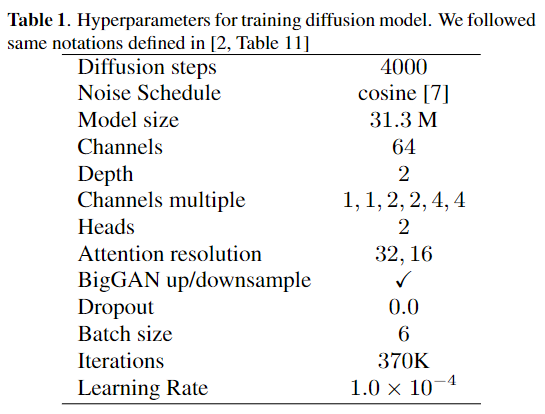 Table 1. Hyperparameters for training diffusion model. We followed
same notations defined in [2, Table 11]
Diffusion steps 4000
Noise Schedule cosine [7]
Model size 31.3 M
Channels 64
Depth 2
Channels multiple 1, 1, 2, 2, 4, 4
Heads 2
Attention resolution 32, 16
BigGAN up/downsample ✓
Dropout 0.0
Batch size 6
Iterations 370K
Learning Rate 1.0 × 10⁻⁴